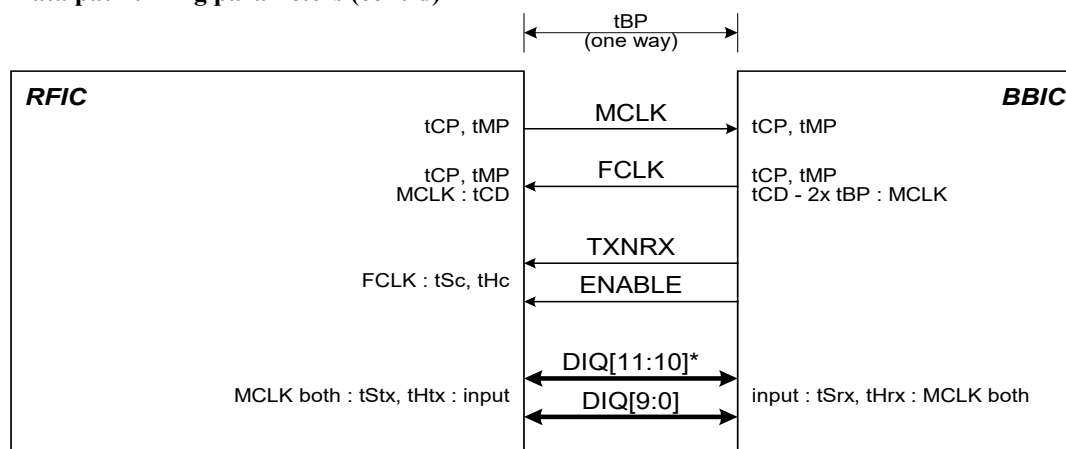 tBP
(one way)
RFIC
BBIC
MCLK
tCP, tMP
tCP, tMP
FCLK
tCP, tMP
MCLK : tCD
tCP, tMP
tCD - 2x tBP : MCLK
TXNRX
FCLK : tSc, tHc
ENABLE
DIQ[11:10]*
MCLK both : tStx, tHtx : input
DIQ[9:0]
input : tSrx, tHrx : MCLK both